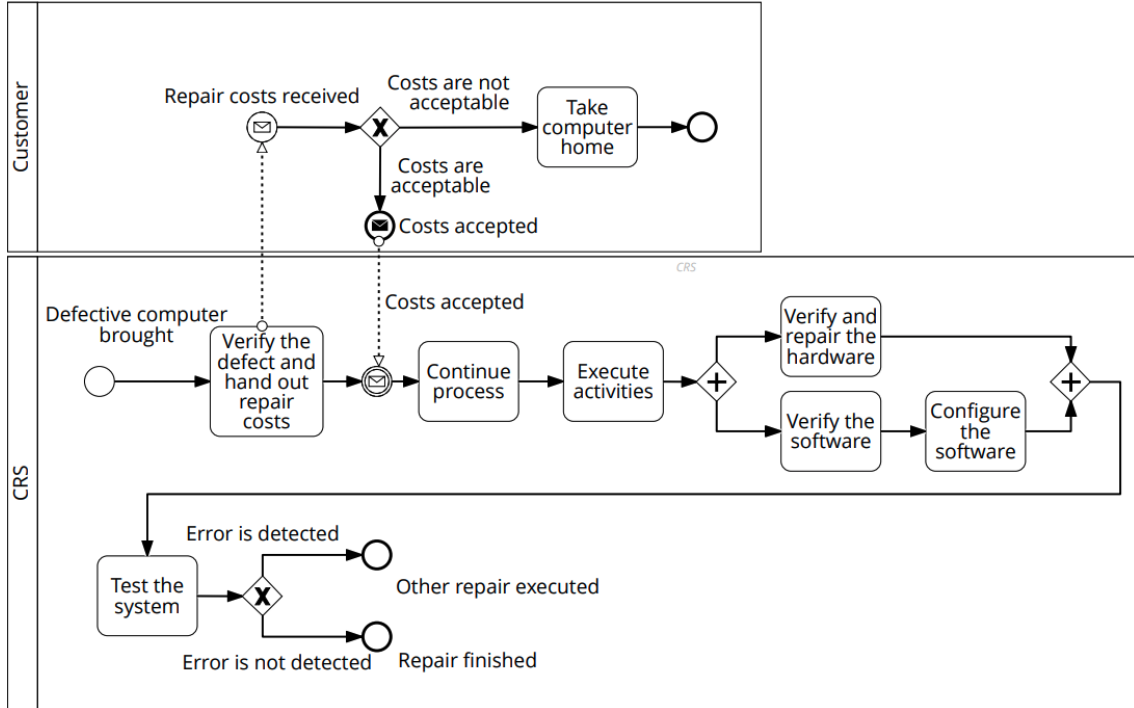 Customer
Repair costs received
Costs are not
acceptable
Take
computer
home
Costs are
acceptable
Costs accepted
CRS
CRS
Defective computer
brought
Verify the
defect and
hand out
repair
costs
Costs accepted
Continue
process
Execute
activities
Verify and
repair the
hardware
Verify the
software
Configure
the
software
Test the
system
Error is detected
Other repair executed
Error is not detected
Repair finished